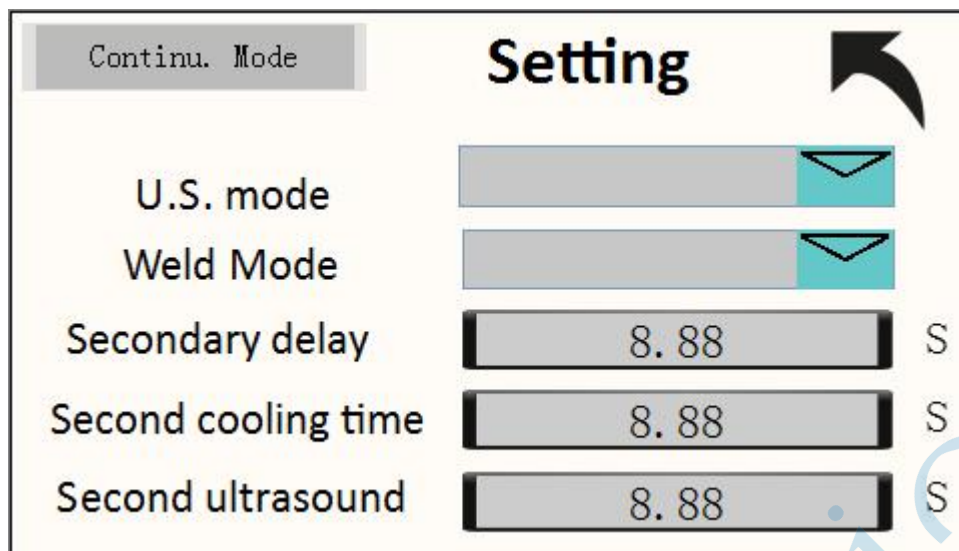 Continu. Mode
Setting
U.S. mode
Weld Mode
Secondary delay 8.88 S
Second cooling time 8.88 S
Second ultrasound 8.88 S